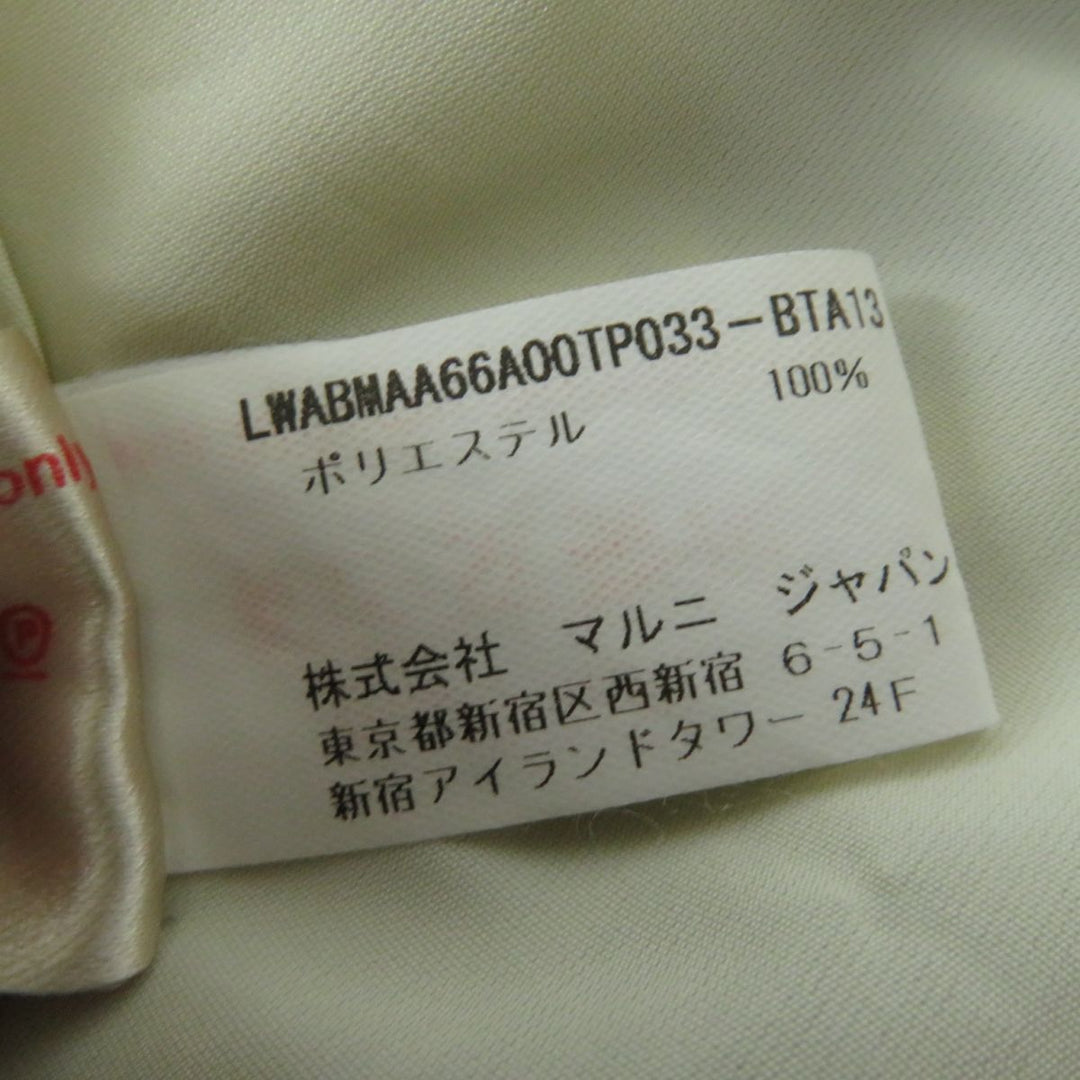 LWABMAA66A00TP033-BTA13
ポリエステル 100%
only
株式会社 マルニ ジャパン
東京都新宿区西新宿 6-5-1
新宿アイランドタワー 24F
P